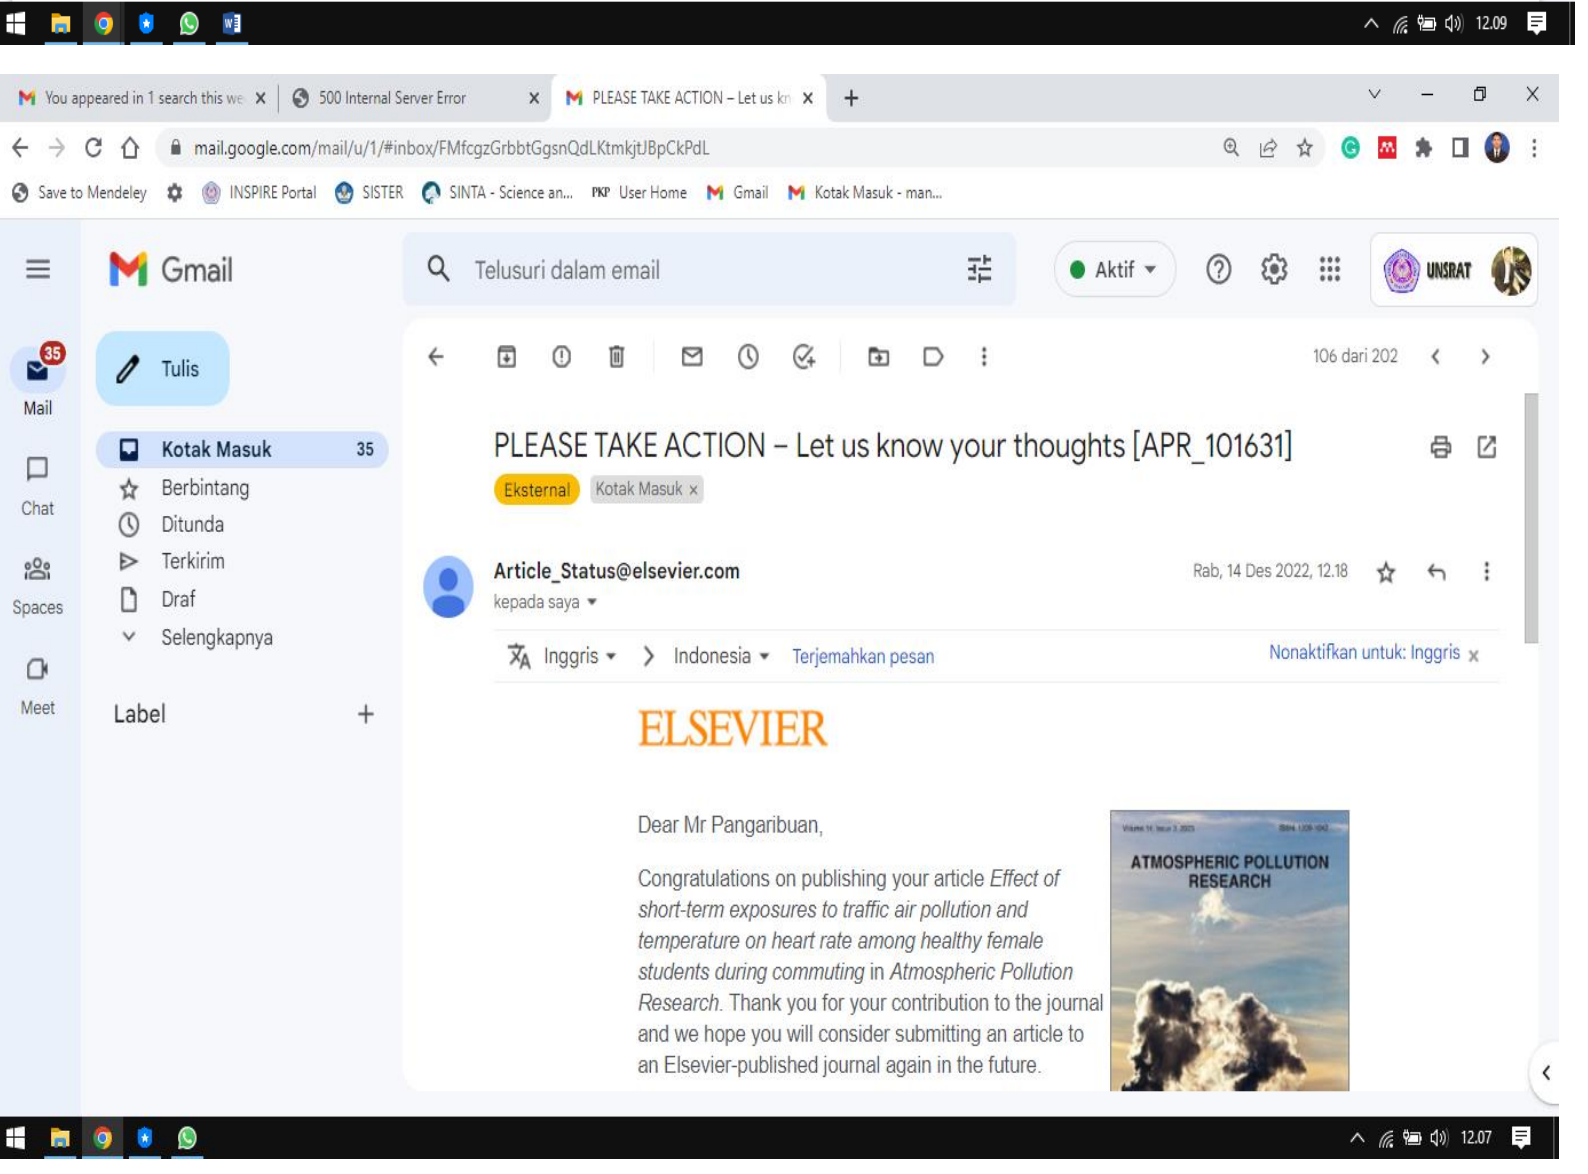 12.09
You appeared in 1 search this we
500 Internal Server Error
PLEASE TAKE ACTION – Let us kn
mail.google.com/mail/u/1/#inbox/FMfcgzGrbbtGgsnQdLKtmkjtJBpCkPdL
Save to Mendeley INSPIRE Portal SISTER SINTA - Science an... PKP User Home Gmail Kotak Masuk - man...
Gmail
Telusuri dalam email
Aktif
UNSRAT
35
Mail
Chat
Spaces
Meet
Tulis
Kotak Masuk 35
Berbintang
Ditunda
Terkirim
Draf
Selengkapnya
Label
106 dari 202
PLEASE TAKE ACTION – Let us know your thoughts [APR_101631]
Eksternal Kotak Masuk ×
Article_Status@elsevier.com
Rab, 14 Des 2022, 12.18
kepada saya
Inggris Indonesia Terjemahkan pesan Nonaktifkan untuk: Inggris x
ELSEVIER
Dear Mr Pangaribuan,
Congratulations on publishing your article Effect of
short-term exposures to traffic air pollution and
temperature on heart rate among healthy female
students during commuting in Atmospheric Pollution
Research. Thank you for your contribution to the journal
and we hope you will consider submitting an article to
an Elsevier-published journal again in the future.
ATMOSPHERIC POLLUTION
RESEARCH
12.07